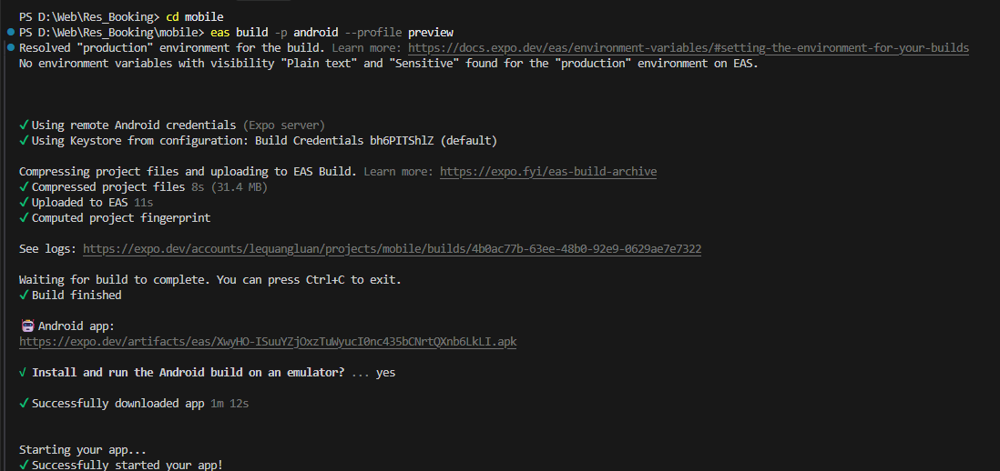 PS D:\Web\Res_Booking> cd mobile
PS D:\Web\Res_Booking\mobile> eas build -p android --profile preview
Resolved "production" environment for the build. Learn more: https://docs.expo.dev/eas/environment-variables/#setting-the-environment-for-your-builds
No environment variables with visibility "Plain text" and "Sensitive" found for the "production" environment on EAS.
✓ Using remote Android credentials (Expo server)
✓ Using Keystore from configuration: Build Credentials bh6PITShlZ (default)
Compressing project files and uploading to EAS Build. Learn more: https://expo.fyi/eas-build-archive
✓ Compressed project files 8s (31.4 MB)
✓ Uploaded to EAS 11s
✓ Computed project fingerprint
See logs: https://expo.dev/accounts/lequangluan/projects/mobile/builds/4b0ac77b-63ee-48b0-92e9-0629ae7e7322
Waiting for build to complete. You can press Ctrl+C to exit.
✓ Build finished
🤖 Android app:
https://expo.dev/artifacts/eas/XwyHO-ISuuYZjOxzTuWyucI0nc435bCNrtQXnb6LkLI.apk
√ Install and run the Android build on an emulator? ... yes
✓ Successfully downloaded app 1m 12s
Starting your app...
✓ Successfully started your app!